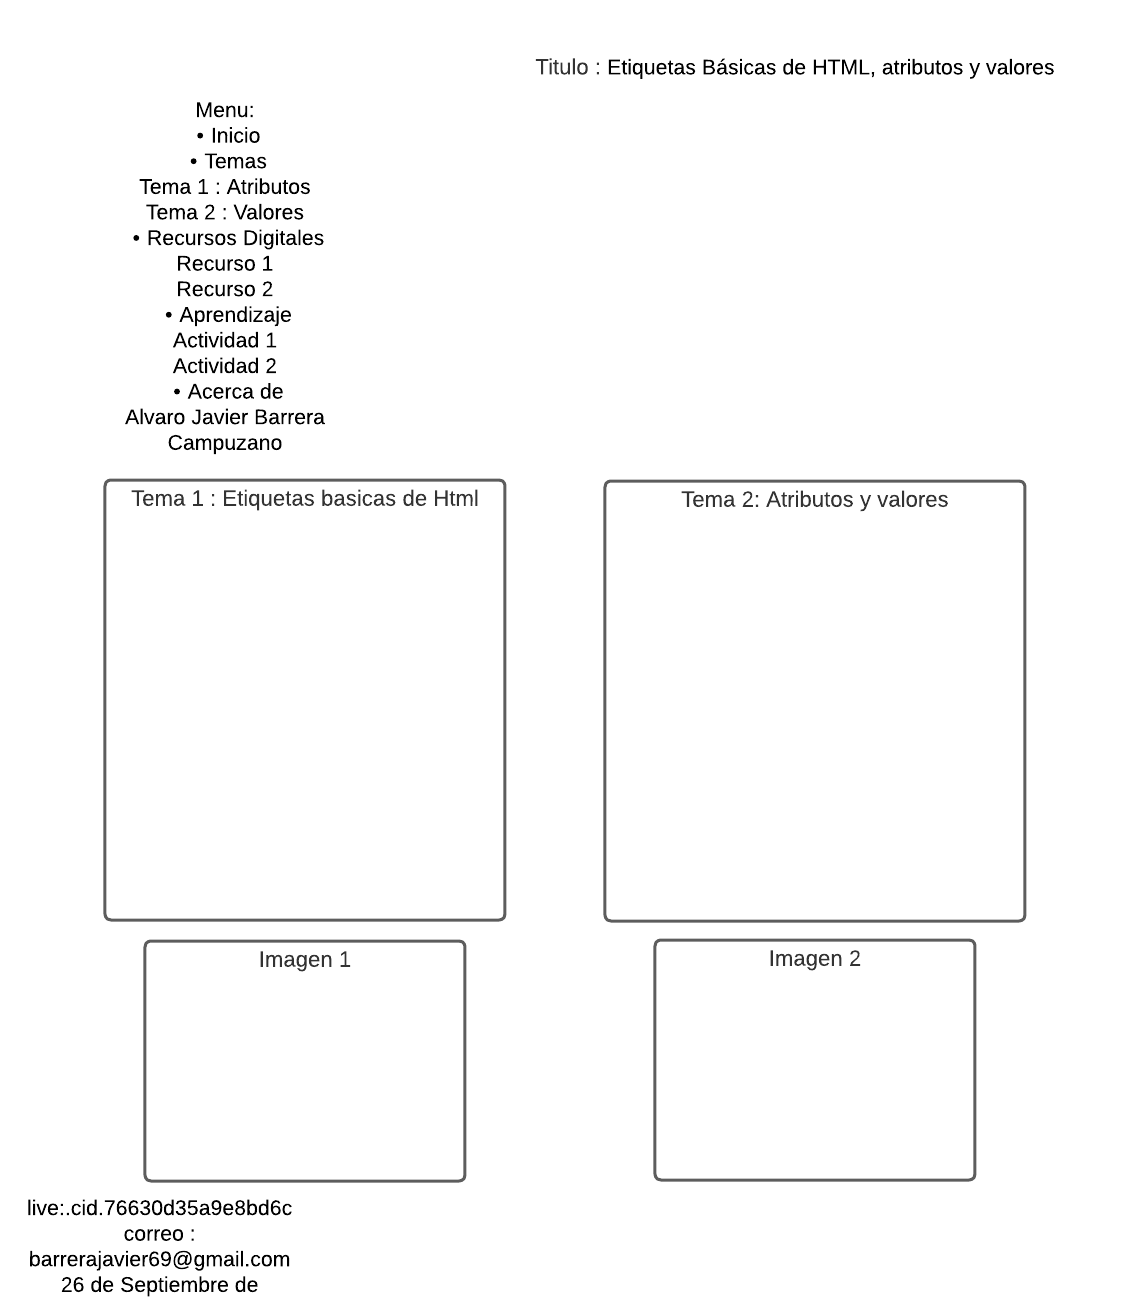 Titulo : Etiquetas Básicas de HTML, atributos y valores
Menu:
• Inicio
• Temas
Tema 1 : Atributos
Tema 2 : Valores
• Recursos Digitales
Recurso 1
Recurso 2
• Aprendizaje
Actividad 1
Actividad 2
• Acerca de
Alvaro Javier Barrera
Campuzano
Tema 1 : Etiquetas basicas de Html
Tema 2: Atributos y valores
Imagen 1
Imagen 2
live:.cid.76630d35a9e8bd6c
correo :
barrerajavier69@gmail.com
26 de Septiembre de